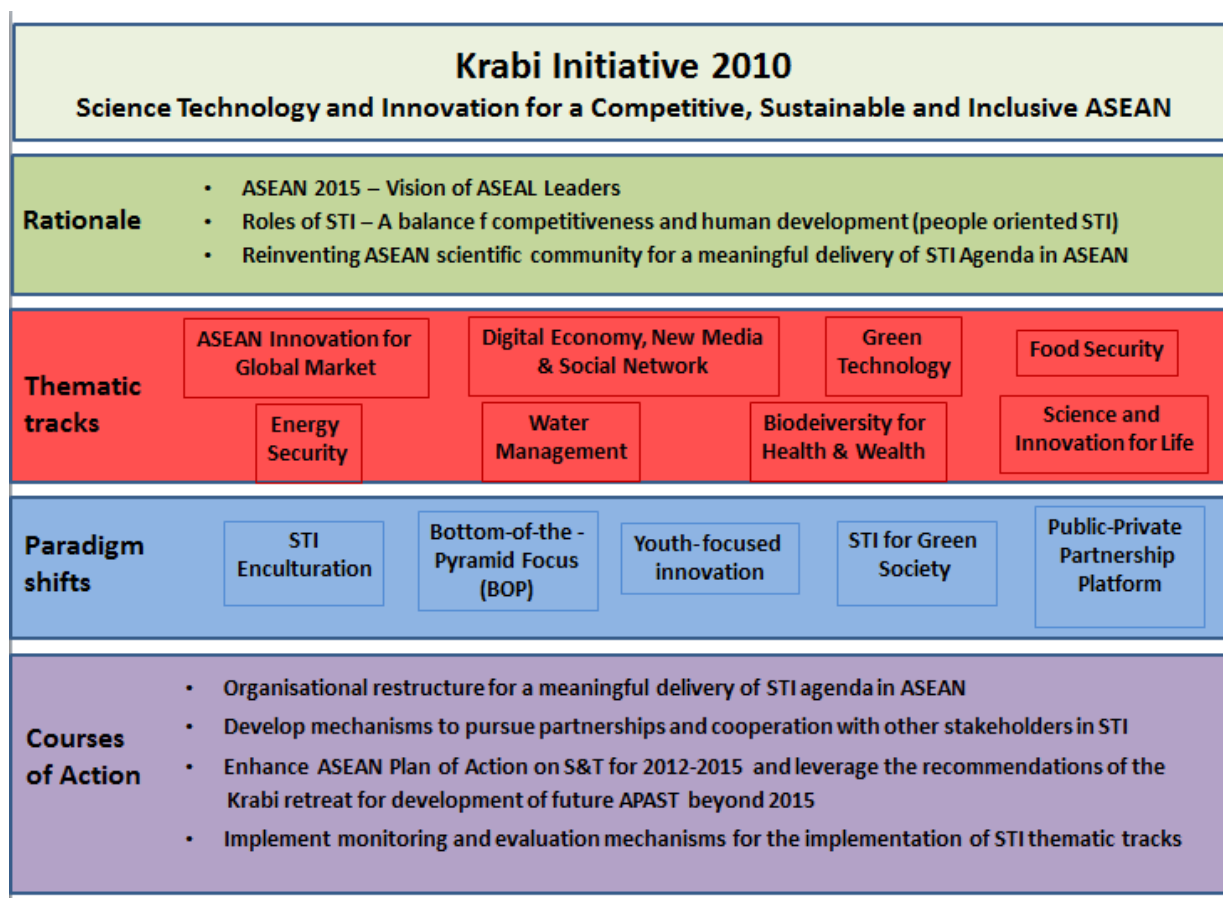 Krabi Initiative 2010
Science Technology and Innovation for a Competitive, Sustainable and Inclusive ASEAN
Rationale
• ASEAN 2015 – Vision of ASEAL Leaders
• Roles of STI – A balance f competitiveness and human development (people oriented STI)
• Reinventing ASEAN scientific community for a meaningful delivery of STI Agenda in ASEAN
Thematic
tracks
ASEAN Innovation for
Global Market
Digital Economy, New Media
& Social Network
Green
Technology
Food Security
Energy
Security
Water
Management
Biodeiversity for
Health & Wealth
Science and
Innovation for Life
Paradigm
shifts
STI
Enculturation
Bottom-of-the -
Pyramid Focus
(BOP)
Youth-focused
innovation
STI for Green
Society
Public-Private
Partnership
Platform
Courses
of Action
• Organisational restructure for a meaningful delivery of STI agenda in ASEAN
• Develop mechanisms to pursue partnerships and cooperation with other stakeholders in STI
• Enhance ASEAN Plan of Action on S&T for 2012-2015 and leverage the recommendations of the
Krabi retreat for development of future APAST beyond 2015
• Implement monitoring and evaluation mechanisms for the implementation of STI thematic tracks